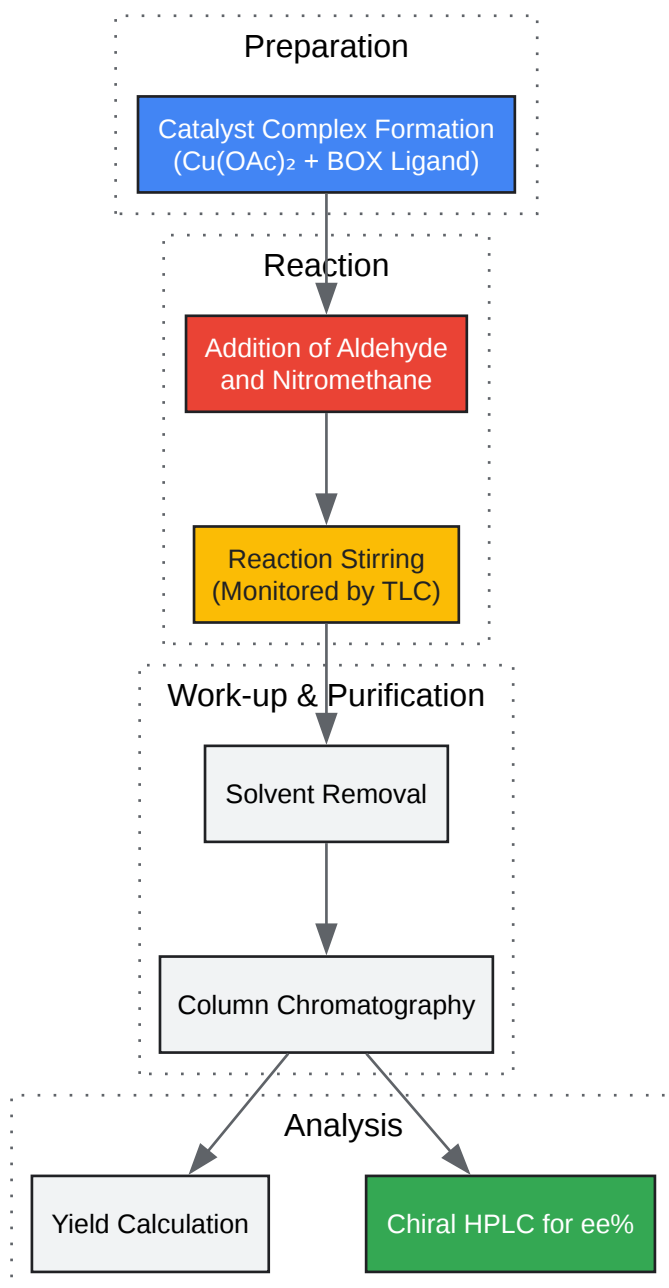 Preparation
Catalyst Complex Formation
(Cu(OAc)₂ + BOX Ligand)
Reaction
Addition of Aldehyde
and Nitromethane
Reaction Stirring
(Monitored by TLC)
Work-up & Purification
Solvent Removal
Column Chromatography
Analysis
Yield Calculation
Chiral HPLC for ee%